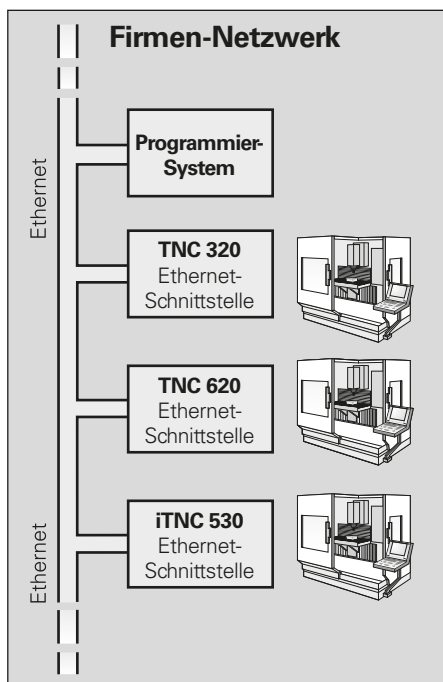 Firmen-Netzwerk
Ethernet
Programmier-
System
TNC 320
Ethernet-
Schnittstelle
TNC 620
Ethernet-
Schnittstelle
iTNC 530
Ethernet-
Schnittstelle
Ethernet